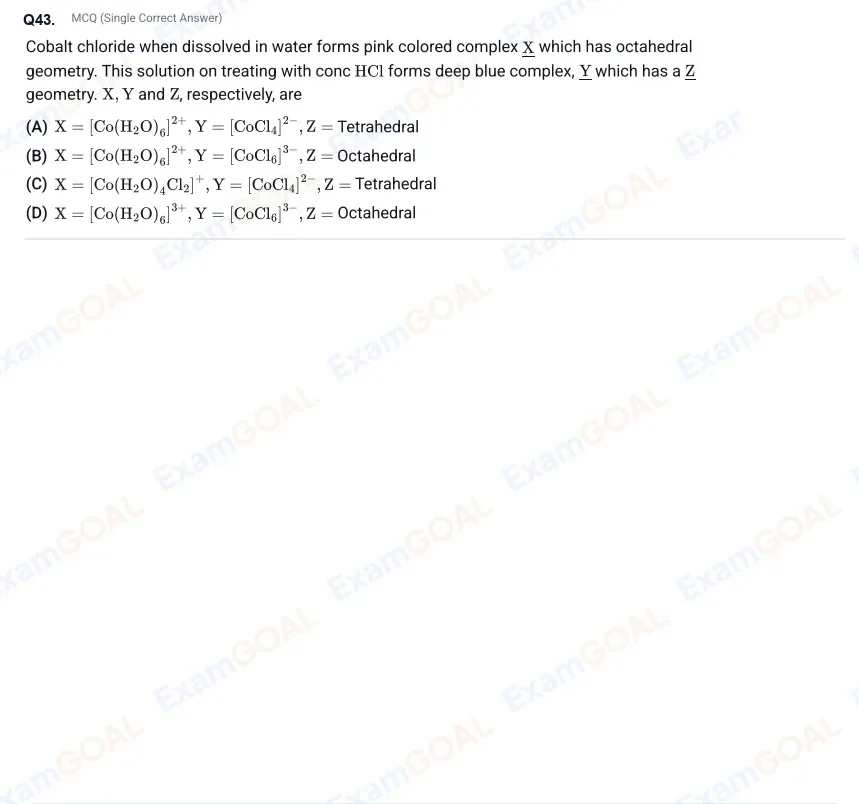 Q43. MCQ (Single Correct Answer)
Cobalt chloride when dissolved in water forms pink colored complex X which has octahedral
geometry. This solution on treating with conc HCl forms deep blue complex, Y which has a Z
geometry. X, Y and Z, respectively, are
(A) X = [Co(H₂O)₆]²⁺, Y = [CoCl₄]²⁻, Z = Tetrahedral
(B) X = [Co(H₂O)₆]²⁺, Y = [CoCl₆]³⁻, Z = Octahedral
(C) X = [Co(H₂O)₄Cl₂]⁺, Y = [CoCl₄]²⁻, Z = Tetrahedral
(D) X = [Co(H₂O)₆]³⁺, Y = [CoCl₆]³⁻, Z = Octahedral
ExamGOAL